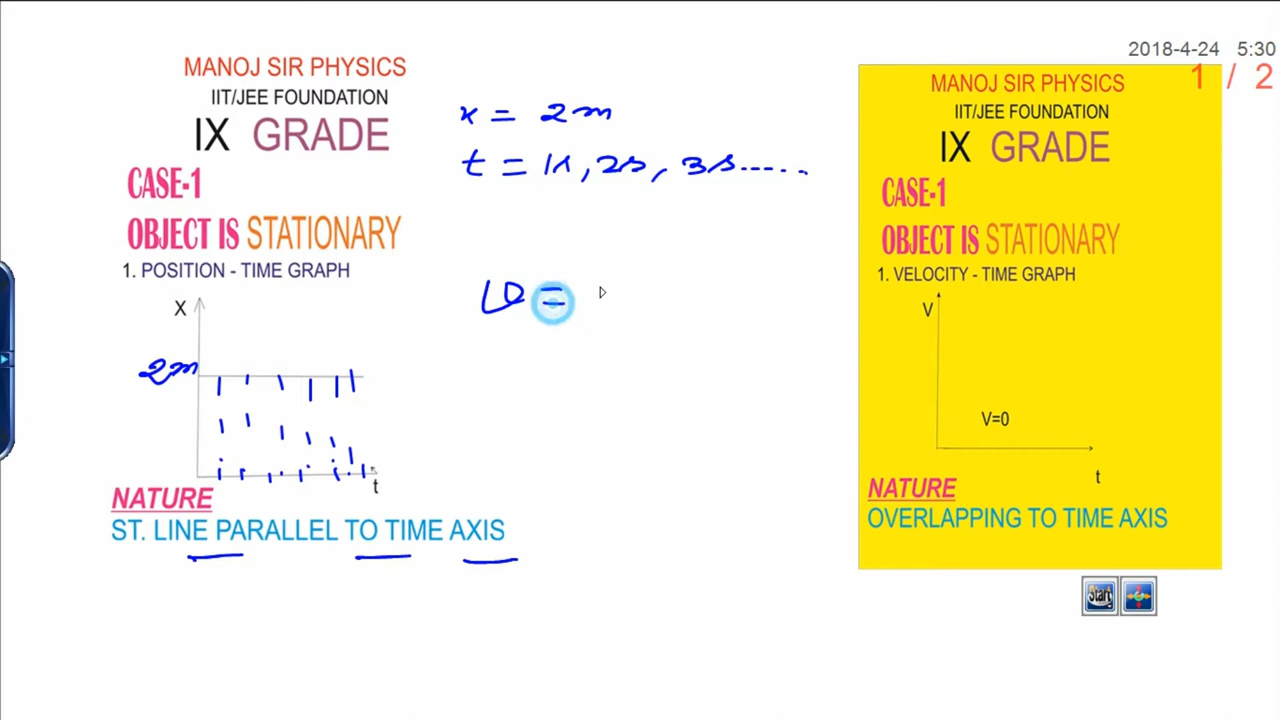 2018-4-24 5:30
1 / 2
MANOJ SIR PHYSICS
IIT/JEE FOUNDATION
IX GRADE
CASE-1
OBJECT IS STATIONARY
1. POSITION - TIME GRAPH
X
2m
t
NATURE
ST. LINE PARALLEL TO TIME AXIS
x = 2m
t = 1s, 2s, 3s.....
MANOJ SIR PHYSICS
IIT/JEE FOUNDATION
IX GRADE
CASE-1
OBJECT IS STATIONARY
1. VELOCITY - TIME GRAPH
V
V=0
t
NATURE
OVERLAPPING TO TIME AXIS
Start